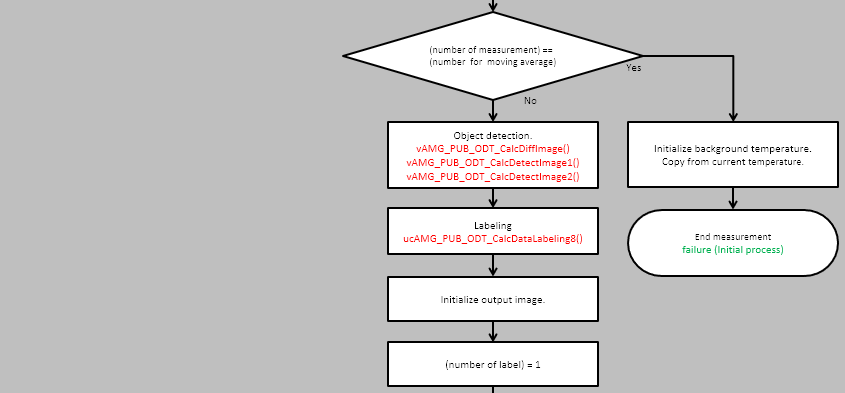 (number of measurement) ==
(number for moving average)
Yes
No
Object detection.
vAMG_PUB_ODT_CalcDiffImage()
vAMG_PUB_ODT_CalcDetectImage1()
vAMG_PUB_ODT_CalcDetectImage2()
Initialize background temperature.
Copy from current temperature.
Labeling
ucAMG_PUB_ODT_CalcDataLabeling8()
End measurement
failure (Initial process)
Initialize output image.
(number of label) = 1